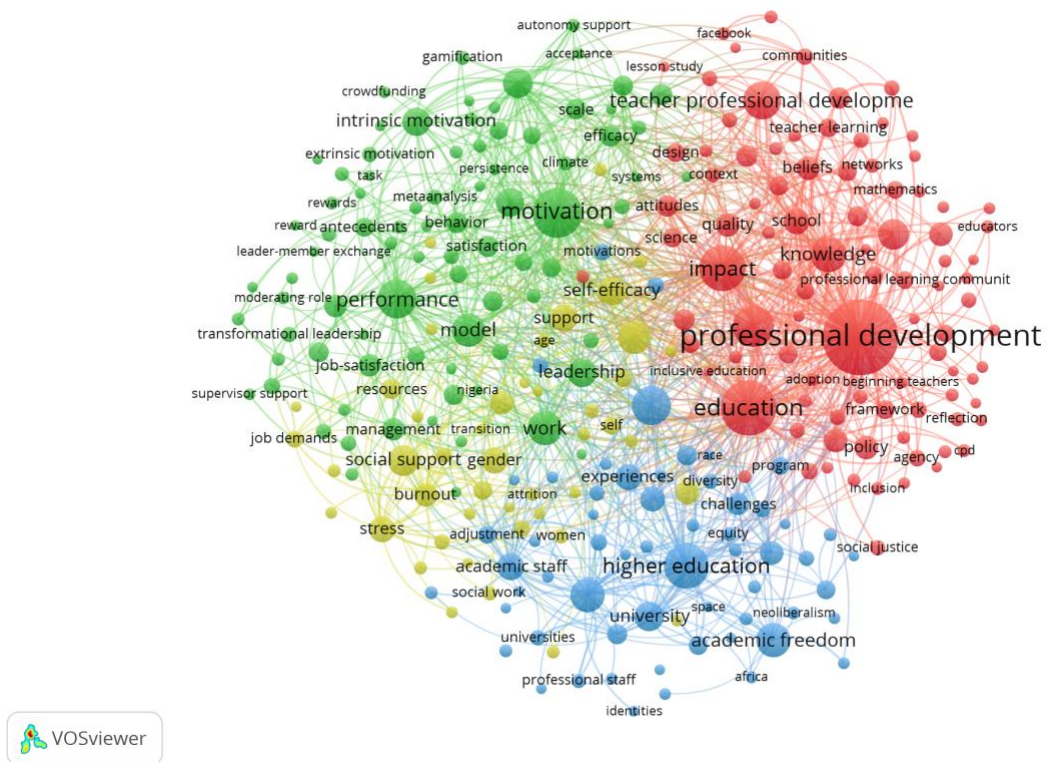 autonomy support
facebook
gamification
acceptance
communities
lesson study
crowdfunding
teacher professional developme
intrinsic motivation
scale
efficacy
teacher learning
extrinsic motivation
persistence
climate
design
beliefs
networks
task
systems
context
rewards
metaanalysis
mathematics
motivation
attitudes
reward
antecedents
behavior
quality
school
educators
leader-member exchange
satisfaction
motivations
science
impact
knowledge
professional learning communit
moderating role
performance
self-efficacy
transformational leadership
model
support
professional development
age
job-satisfaction
leadership
inclusive education
adoption
beginning teachers
supervisor support
resources
nigeria
education
framework
reflection
job demands
management
transition
work
self
policy
agency
cpd
social support
gender
race
program
burnout
attrition
experiences
diversity
inclusion
challenges
stress
adjustment
women
equity
social justice
academic staff
higher education
social work
space
neoliberalism
university
universities
academic freedom
professional staff
africa
identities
VOSviewer